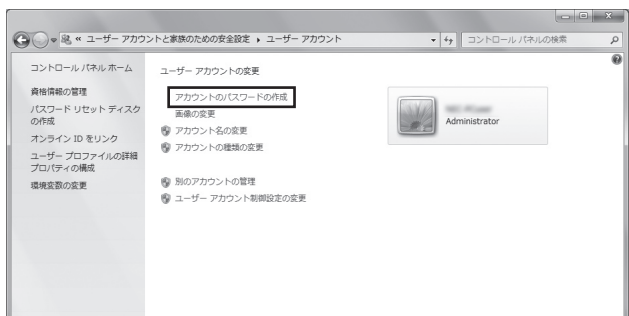 « ユーザー アカウントと家族のための安全設定 ▸ ユーザー アカウント
コントロール パネルの検索
コントロール パネル ホーム
資格情報の管理
パスワード リセット ディスク
の作成
オンライン ID をリンク
ユーザー プロファイルの詳細
プロパティの構成
環境変数の変更
ユーザー アカウントの変更
アカウントのパスワードの作成
画像の変更
アカウント名の変更
アカウントの種類の変更
別のアカウントの管理
ユーザー アカウント制御設定の変更
Administrator